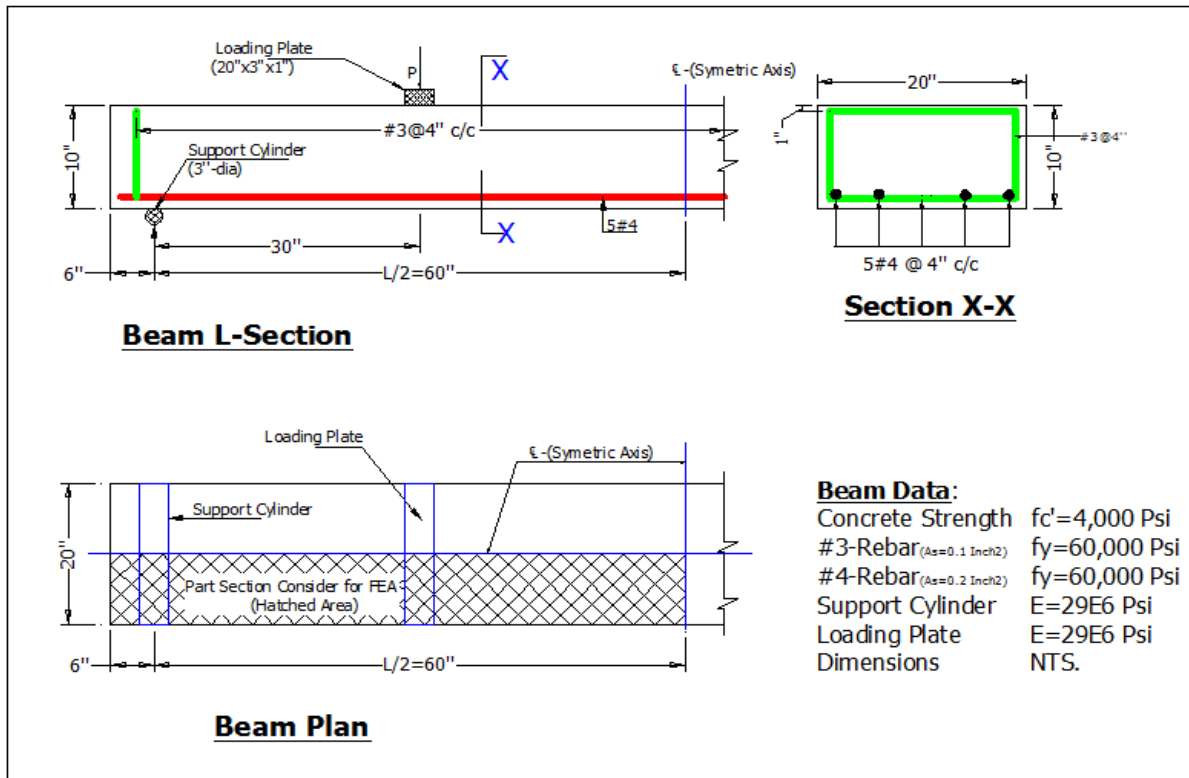 Loading Plate
(20"x3"x1")
P
X
℄-(Symetric Axis)
#3@4" c/c
10"
Support Cylinder
(3"-dia)
X
5#4
30"
6"
L/2=60"
Beam L-Section
20"
1"
#3@4"
10"
5#4 @ 4" c/c
Section X-X
Loading Plate
℄-(Symetric Axis)
Support Cylinder
20"
Part Section Consider for FEA
(Hatched Area)
6"
L/2=60"
Beam Plan
Beam Data:
Concrete Strength fc'=4,000 Psi
#3-Rebar(As=0.1 Inch2) fy=60,000 Psi
#4-Rebar(As=0.2 Inch2) fy=60,000 Psi
Support Cylinder E=29E6 Psi
Loading Plate E=29E6 Psi
Dimensions NTS.